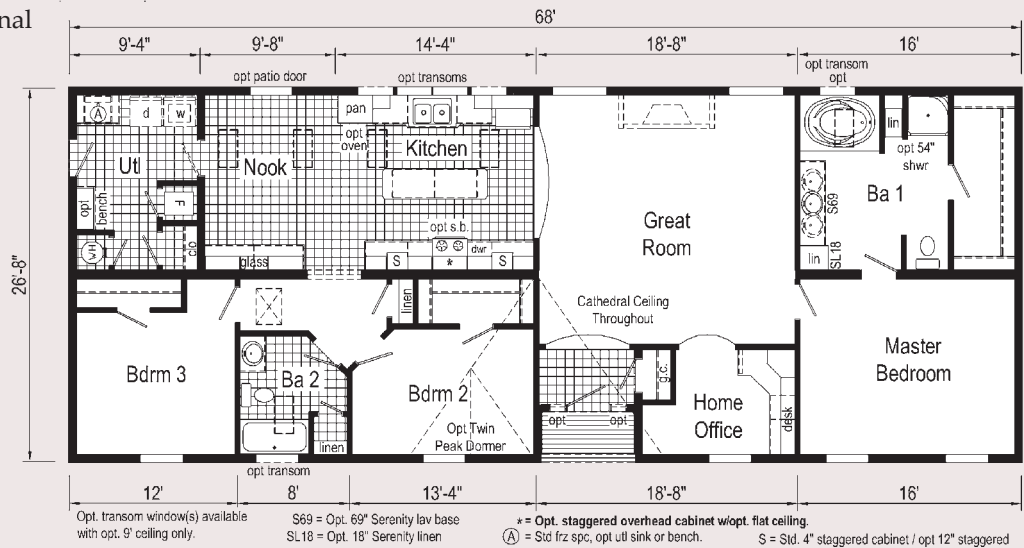 nal
68'
9'-4"
9'-8"
14'-4"
18'-8"
16'
opt patio door
opt transoms
opt transom
opt
A
d
w
pan
opt
oven
lin
opt 54"
shwr
Utl
Nook
Kitchen
Ba 1
opt
bench
F
S69
Great
Room
opt s.b.
WH
clo
glass
S
*
dwr
S
SL18
lin
26'-8"
x
linen
Cathedral Ceiling
Throughout
Bdrm 3
Ba 2
Bdrm 2
g.c.
Master
Bedroom
Home
Office
desk
Opt Twin
Peak Dormer
opt
opt
linen
opt transom
12'
8'
13'-4"
18'-8"
16'
Opt. transom window(s) available
with opt. 9' ceiling only.
S69 = Opt. 69" Serenity lav base
SL18 = Opt. 18" Serenity linen
* = Opt. staggered overhead cabinet w/opt. flat ceiling.
A = Std frz spc, opt utl sink or bench.
S = Std. 4" staggered cabinet / opt 12" staggered